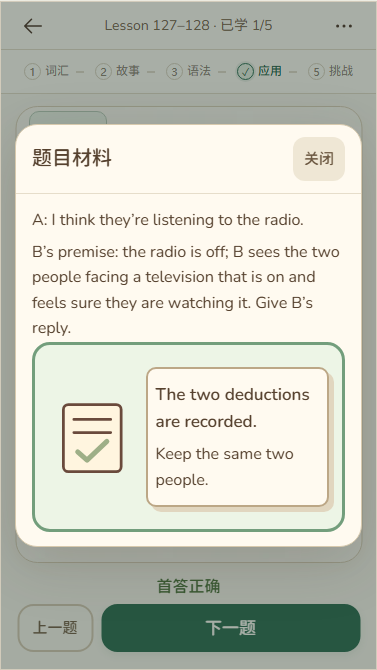 Lesson 127–128 · 已学 1/5
1 词汇 – 2 故事 – 3 语法 – 应用 – 5 挑战
题目材料
关闭
A: I think they’re listening to the radio.
B’s premise: the radio is off; B sees the two
people facing a television that is on and
feels sure they are watching it. Give B’s
reply.
The two deductions
are recorded.
Keep the same two
people.
首答正确
上一题
下一题